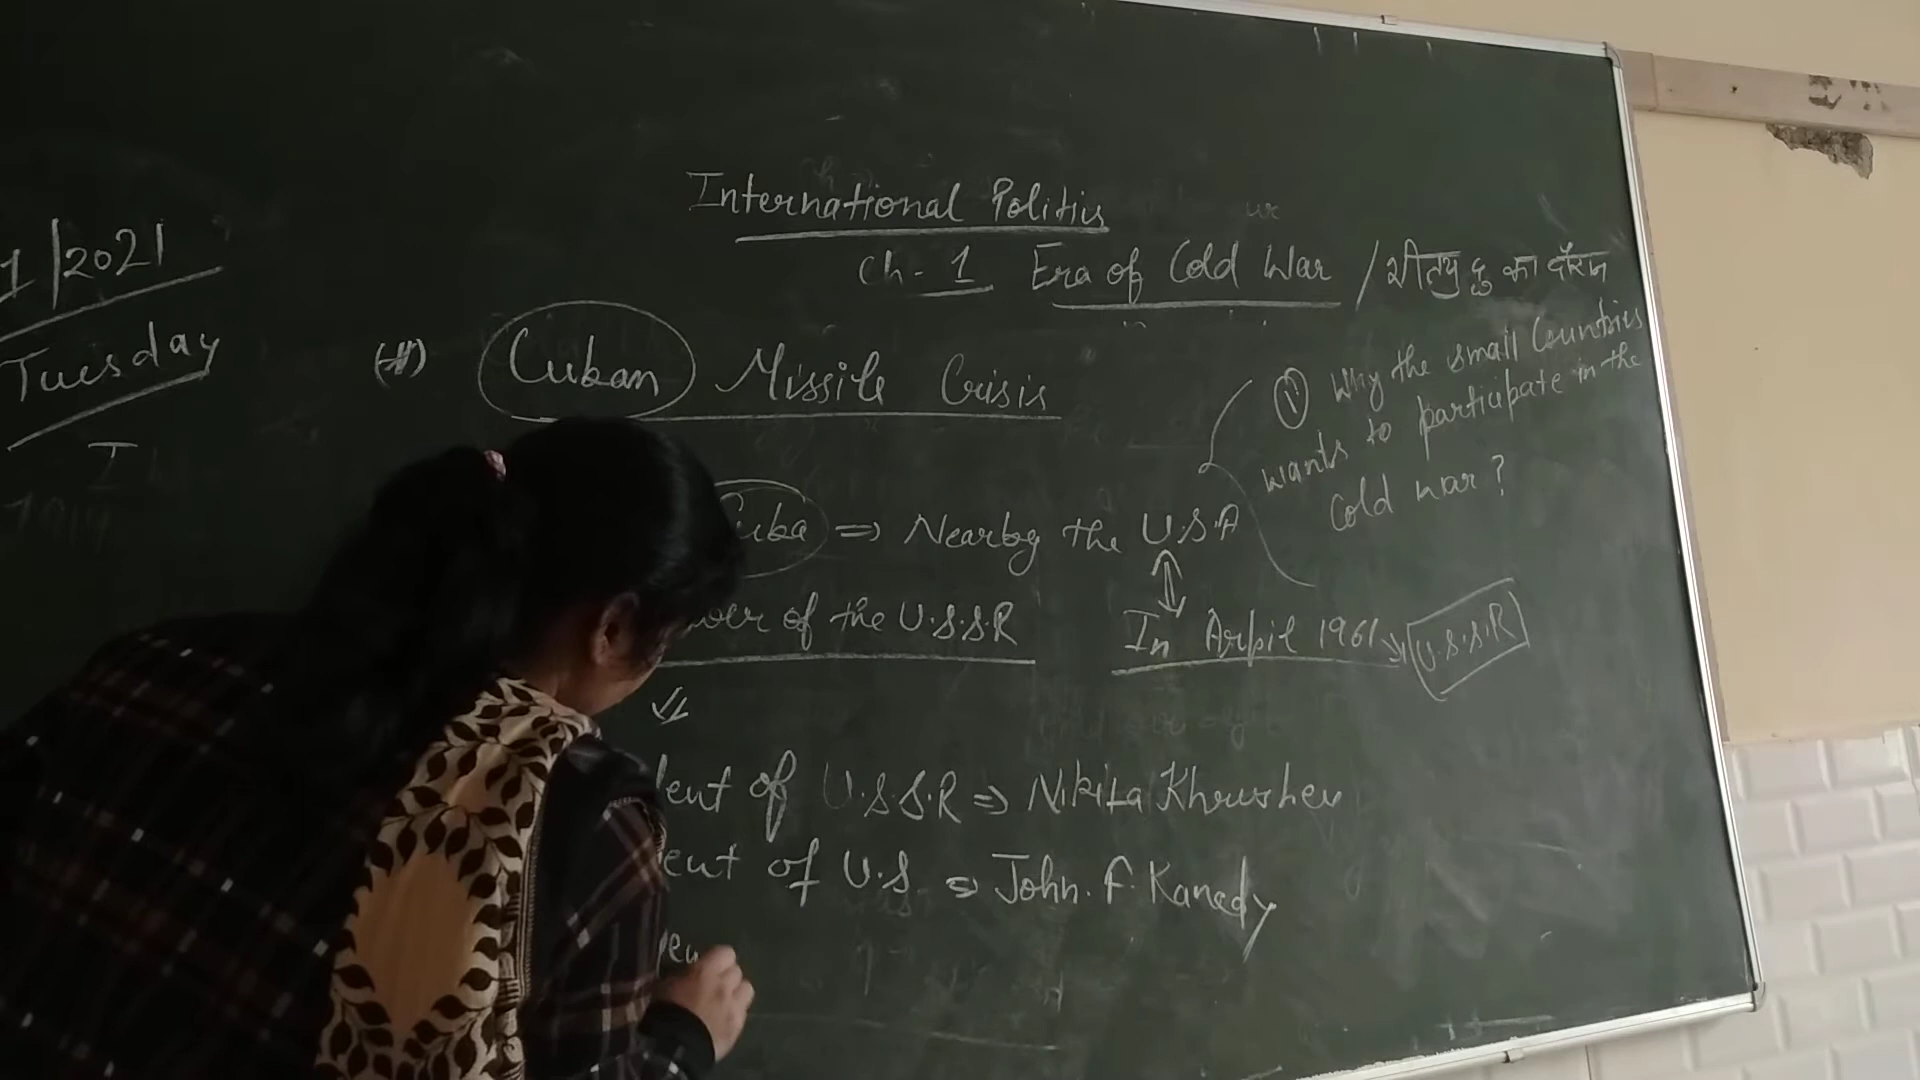 International Politics
Ch- 1 Era of Cold War / शीतयुद्ध का दौर
1/2021
Tuesday
I
(#) Cuban Missile Crisis
① Why the small Countries
wants to participate in the
Cold war ?
Cuba ⇒ Nearby the U.S.A
of the U.S.S.R
In Arpil 1961 → U.S.S.R
of U.S.S.R ⇒ Nikita Khrushev
of U.S ⇒ John. F. Kanedy